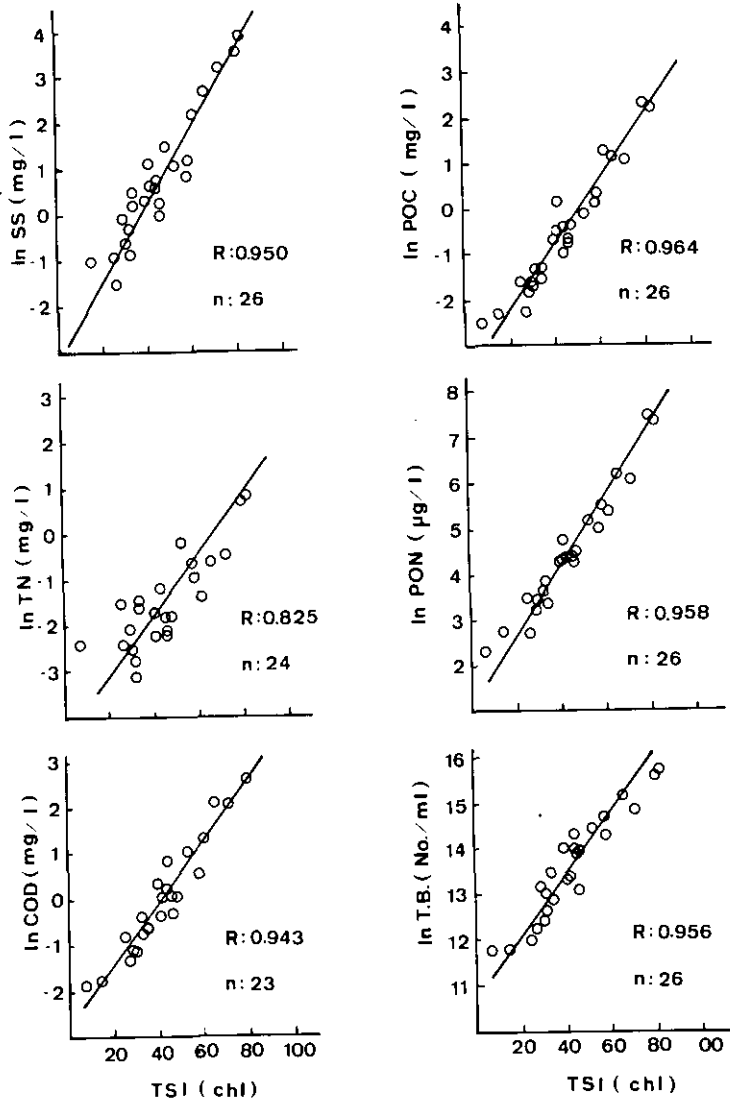 ln SS (mg/l)
4
3
2
1
0
-1
-2
R:0.950
n:26
ln POC (mg/l)
4
3
2
1
0
-1
-2
R:0.964
n:26
ln TN (mg/l)
3
2
1
0
-1
-2
-3
R:0.825
n:24
ln PON (µg/l)
8
7
6
5
4
3
2
R:0.958
n:26
ln COD (mg/l)
3
2
1
0
-1
-2
R:0.943
n:23
20 40 60 80 100
TSI (chl)
ln T.B. (No./ml)
16
15
14
13
12
11
R:0.956
n:26
20 40 60 80 00
TSI (chl)